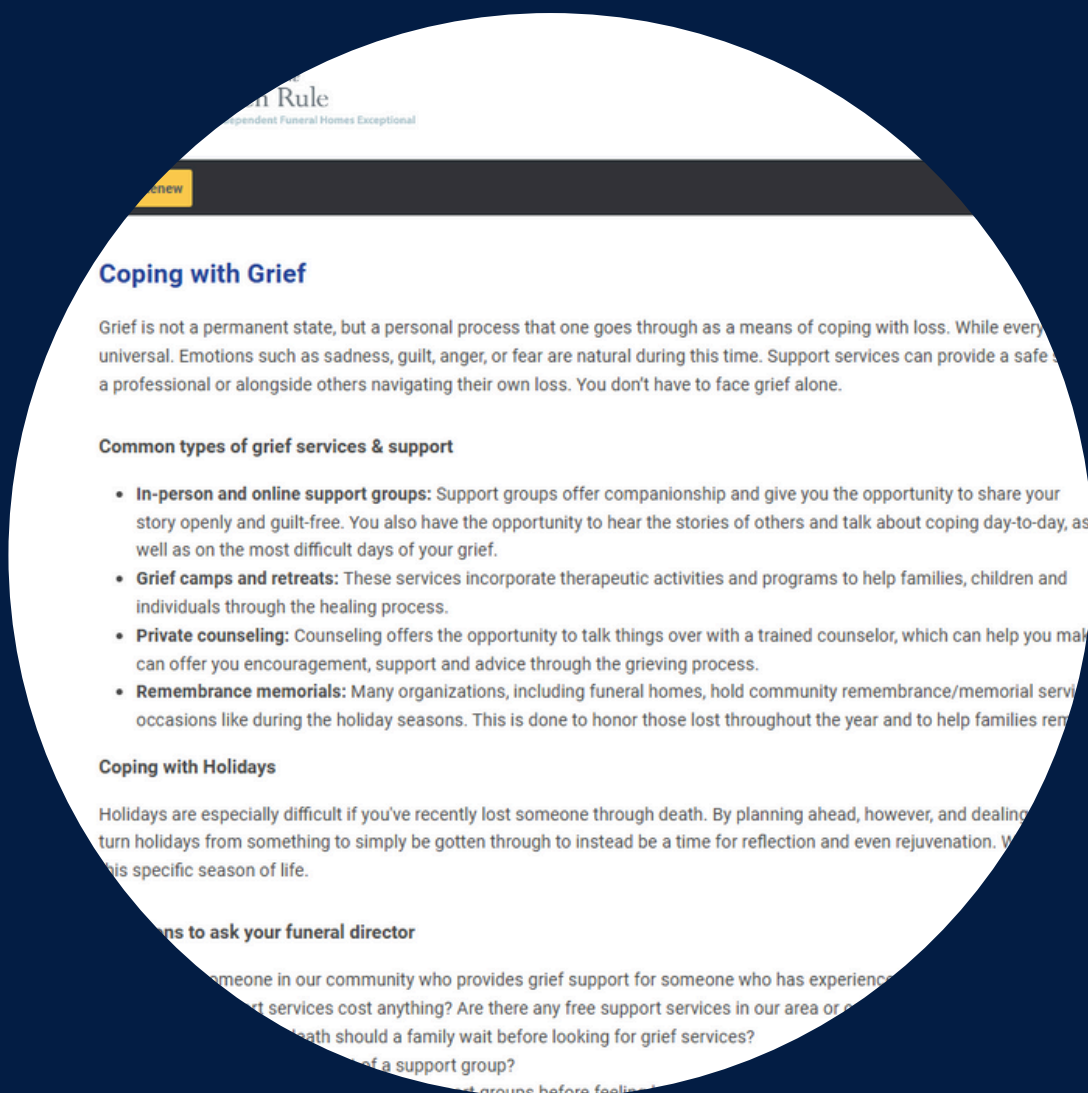 Rule
Independent Funeral Homes Exceptional
Coping with Grief
Grief is not a permanent state, but a personal process that one goes through as a means of coping with loss. While every
universal. Emotions such as sadness, guilt, anger, or fear are natural during this time. Support services can provide a safe
a professional or alongside others navigating their own loss. You don't have to face grief alone.
Common types of grief services & support
• In-person and online support groups: Support groups offer companionship and give you the opportunity to share your
story openly and guilt-free. You also have the opportunity to hear the stories of others and talk about coping day-to-day, as
well as on the most difficult days of your grief.
• Grief camps and retreats: These services incorporate therapeutic activities and programs to help families, children and
individuals through the healing process.
• Private counseling: Counseling offers the opportunity to talk things over with a trained counselor, which can help you
can offer you encouragement, support and advice through the grieving process.
• Remembrance memorials: Many organizations, including funeral homes, hold community remembrance/memorial
occasions like during the holiday seasons. This is done to honor those lost throughout the year and to help families
Coping with Holidays
Holidays are especially difficult if you've recently lost someone through death. By planning ahead, however, and dealing
turn holidays from something to simply be gotten through to instead be a time for reflection and even rejuvenation.
specific season of life.
to ask your funeral director
someone in our community who provides grief support for someone who has
services cost anything? Are there any free support services in our area or
should a family wait before looking for grief services?
of a support group?
groups before